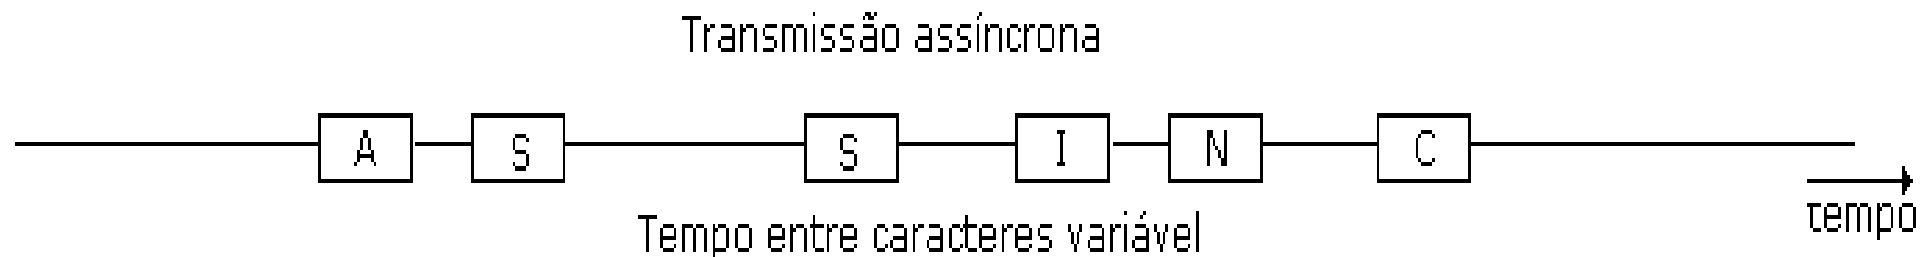 Transmissão assíncrona
A S S I N C
tempo
Tempo entre caracteres variável